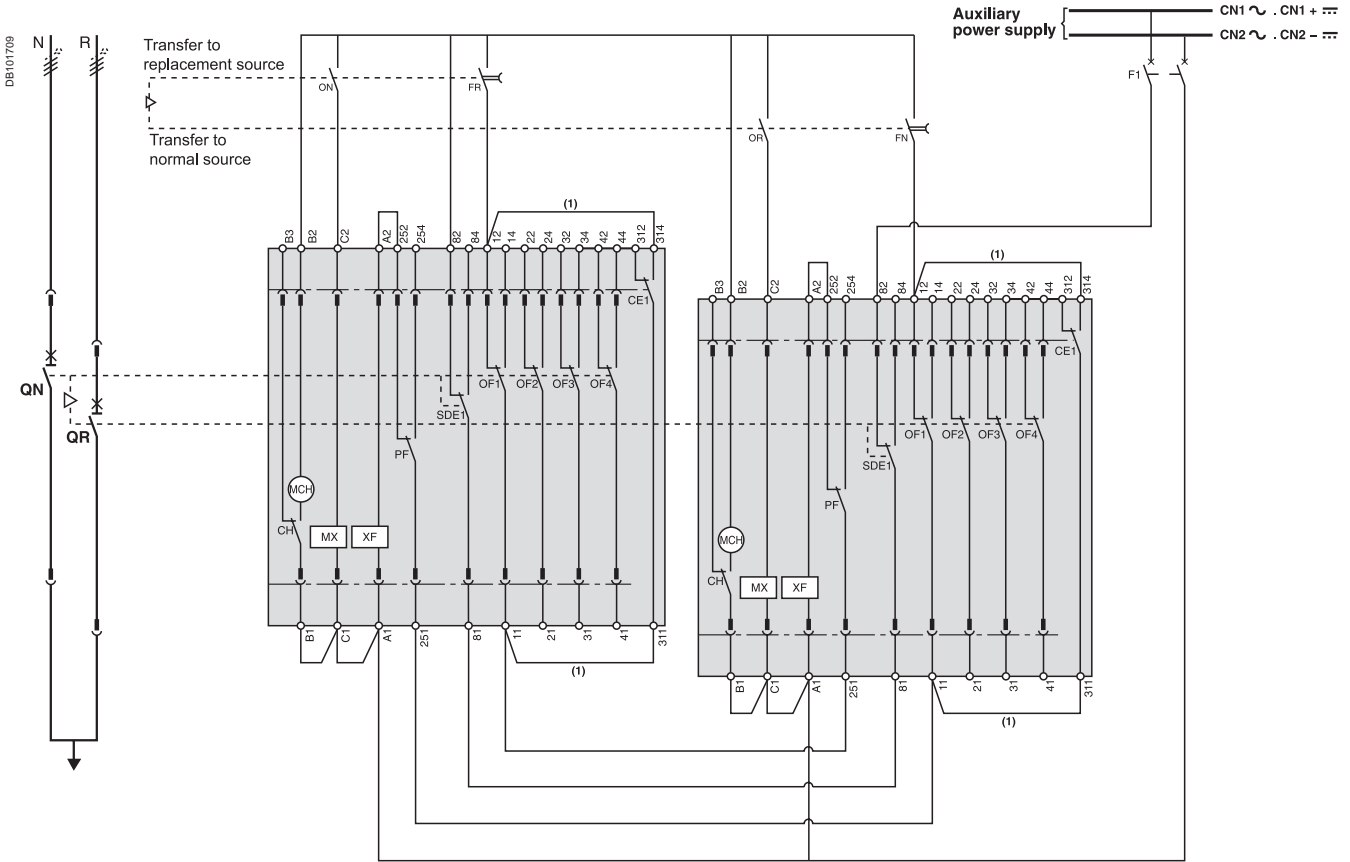 DB101709
N R
Transfer to
replacement source
Transfer to
normal source
ON
FR
OR
FN
Auxiliary
power supply
CN1 ~ . CN1 + ⎓
CN2 ~ . CN2 – ⎓
F1
QN
QR
(1)
B3 B2 C2 A2 252 254 82 84 12 14 22 24 32 34 42 44 312 314
CE1
OF1 OF2 OF3 OF4
SDE1
PF
MCH
CH
MX XF
B1 C1 A1 251 81 11 21 31 41 311
(1)
(1)
B3 B2 C2 A2 252 254 82 84 12 14 22 24 32 34 42 44 312 314
CE1
OF1 OF2 OF3 OF4
SDE1
PF
MCH
CH
MX XF
B1 C1 A1 251 81 11 21 31 41 311
(1)